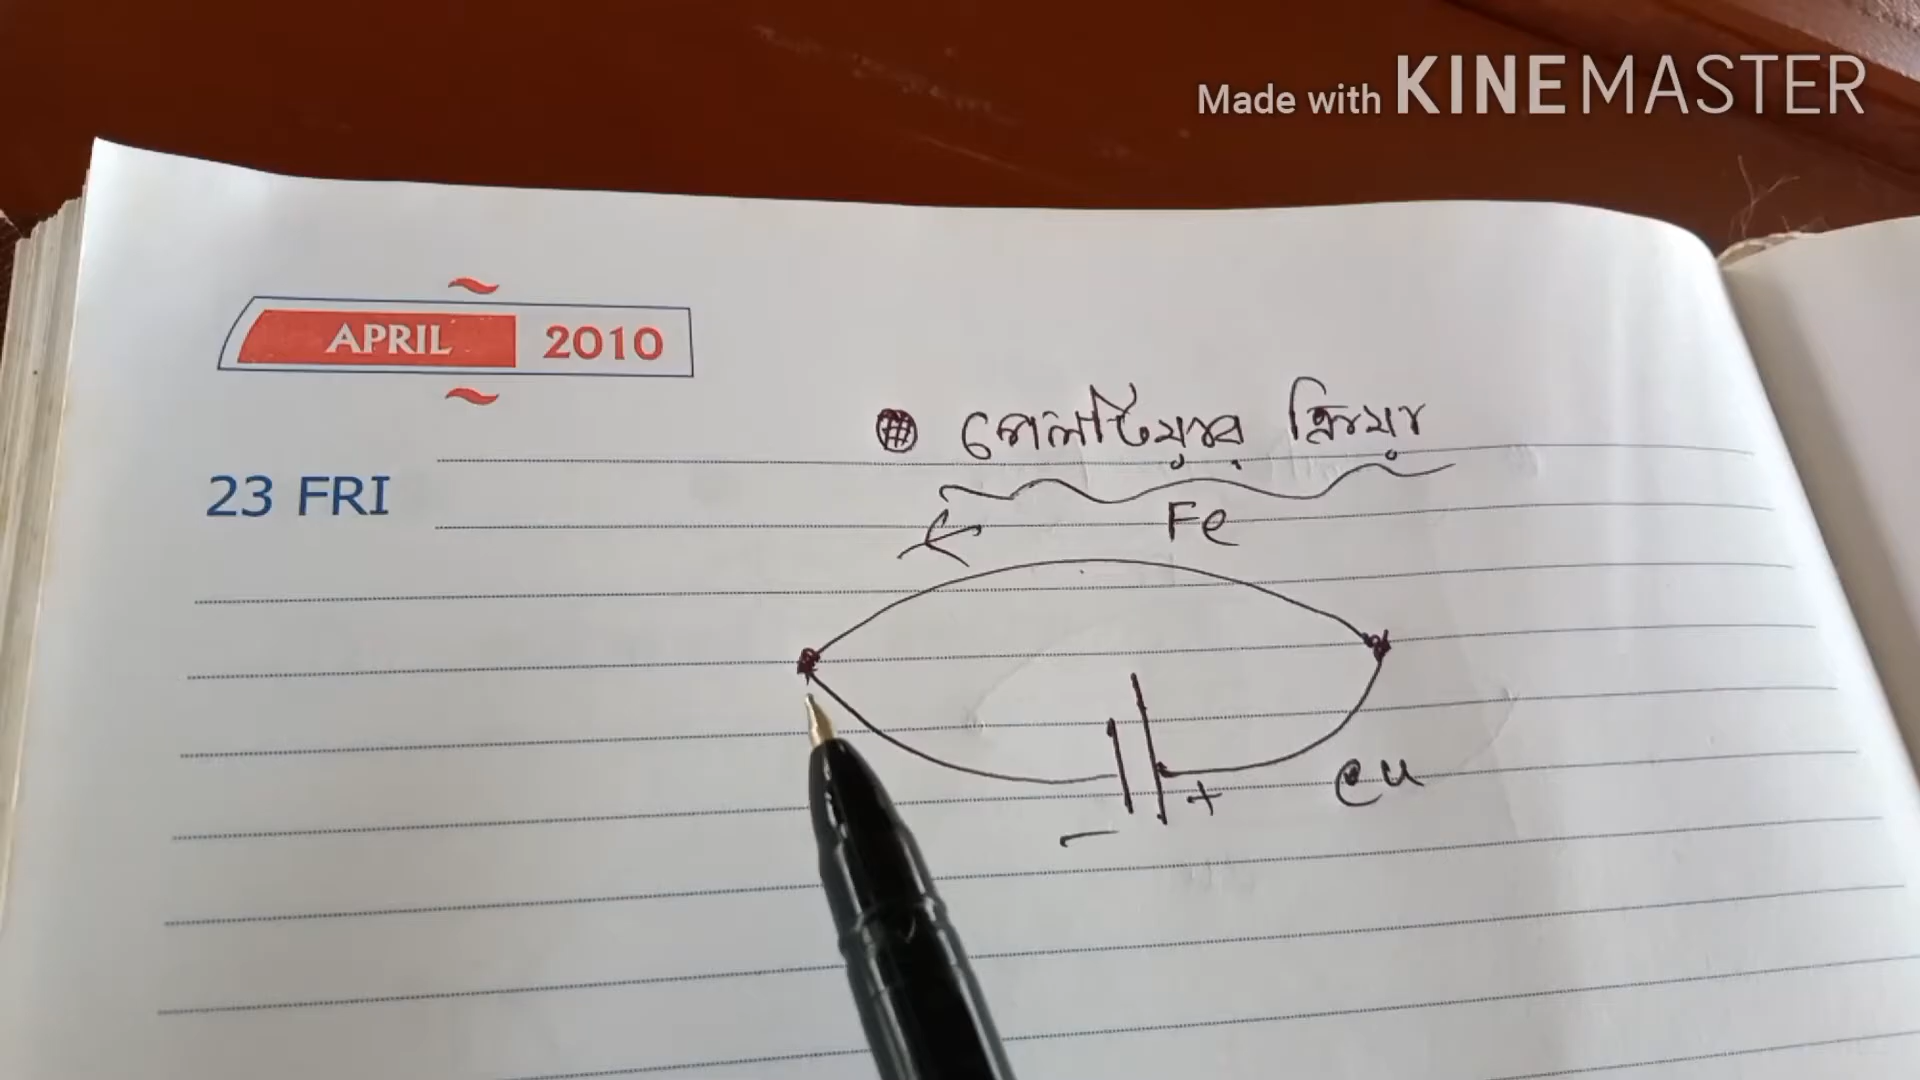 Made with KINEMASTER
APRIL 2010
পেলটিয়ার ক্রিয়া
23 FRI
Fe
Cu
+
−